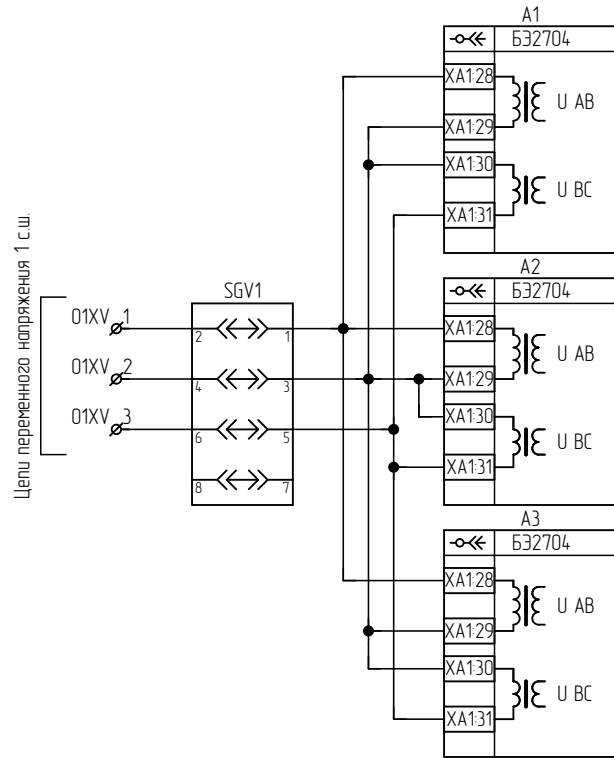 A1
БЭ2704
XA1:28
U AB
XA1:29
XA1:30
U BC
XA1:31
Цепи переменного напряжения 1 с.ш.
SGV1
01XV 1
2 1
01XV 2
4 3
01XV 3
6 5
8 7
A2
БЭ2704
XA1:28
U AB
XA1:29
XA1:30
U BC
XA1:31
A3
БЭ2704
XA1:28
U AB
XA1:29
XA1:30
U BC
XA1:31